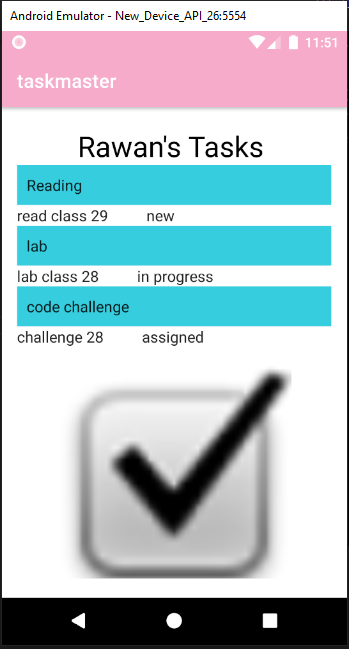 Android Emulator - New_Device_API_26:5554
11:51
taskmaster
Rawan's Tasks
Reading
read class 29 new
lab
lab class 28 in progress
code challenge
challenge 28 assigned